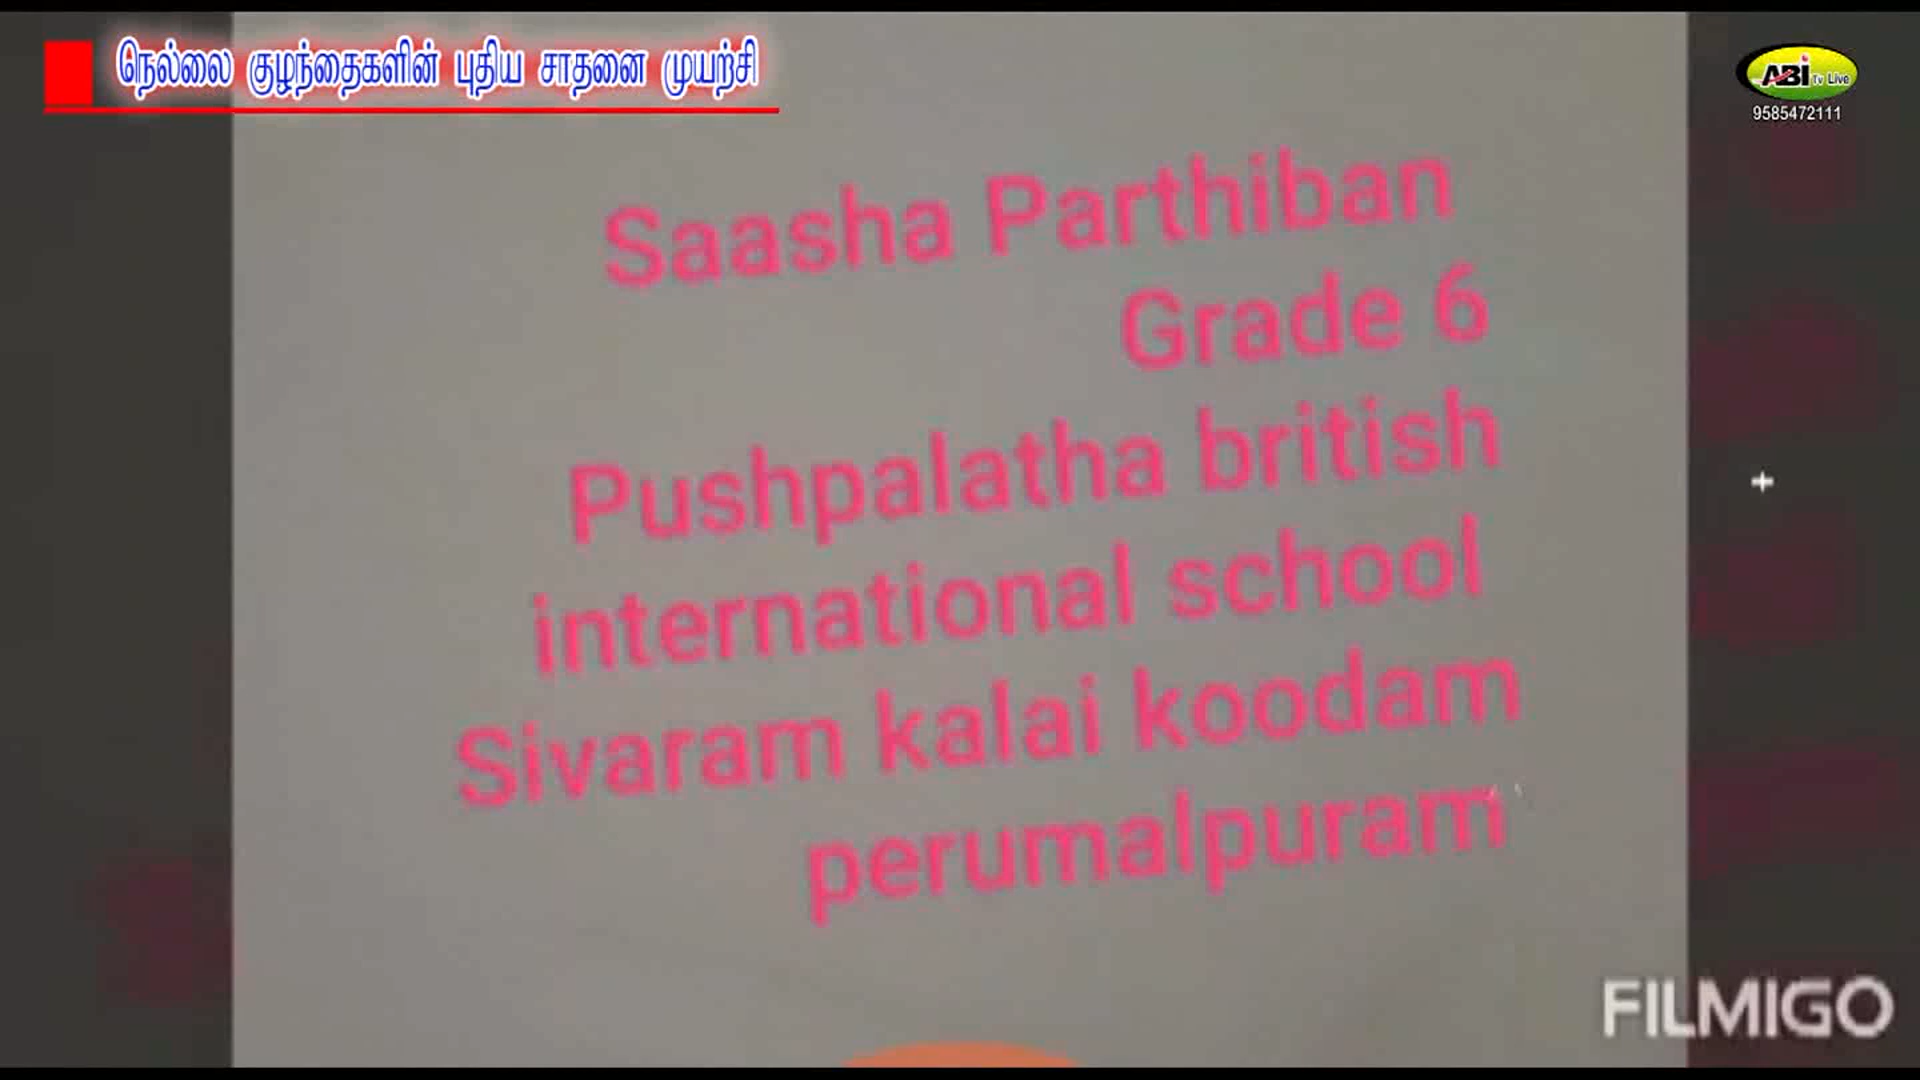 நெல்லை குழந்தைகளின் புதிய சாதனை முயற்சி
ABi Tv Live
9585472111
Saasha Parthiban
Grade 6
Pushpalatha british
international school
Sivaram kalai koodam
perumalpuram
FILMIGO